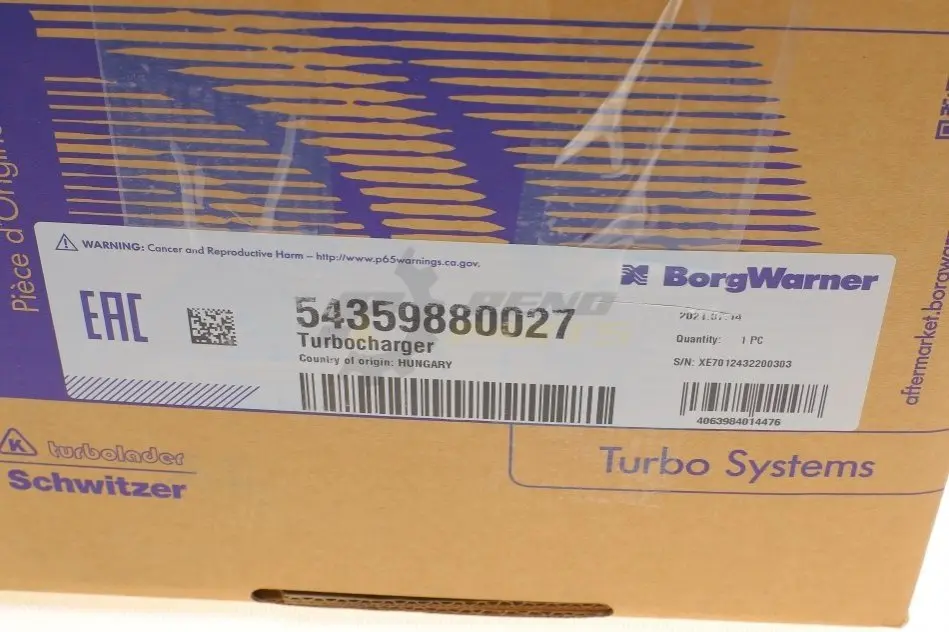 Pièce d'Origine
WARNING: Cancer and Reproductive Harm – http://www.p65warnings.ca.gov.
BorgWarner
EAC
54359880027
Turbocharger
Country of origin: HUNGARY
Quantity: 1 PC
S/N: XE7012432200303
4063984014476
aftermarket.borgwarner
K turbolader
Schwitzer
Turbo Systems